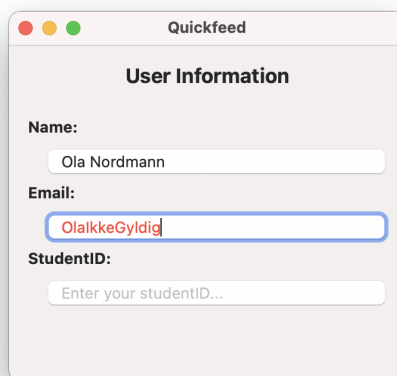 Quickfeed
User Information
Name:
Ola Nordmann
Email:
OlaIkkeGyldig
StudentID:
Enter your studentID...